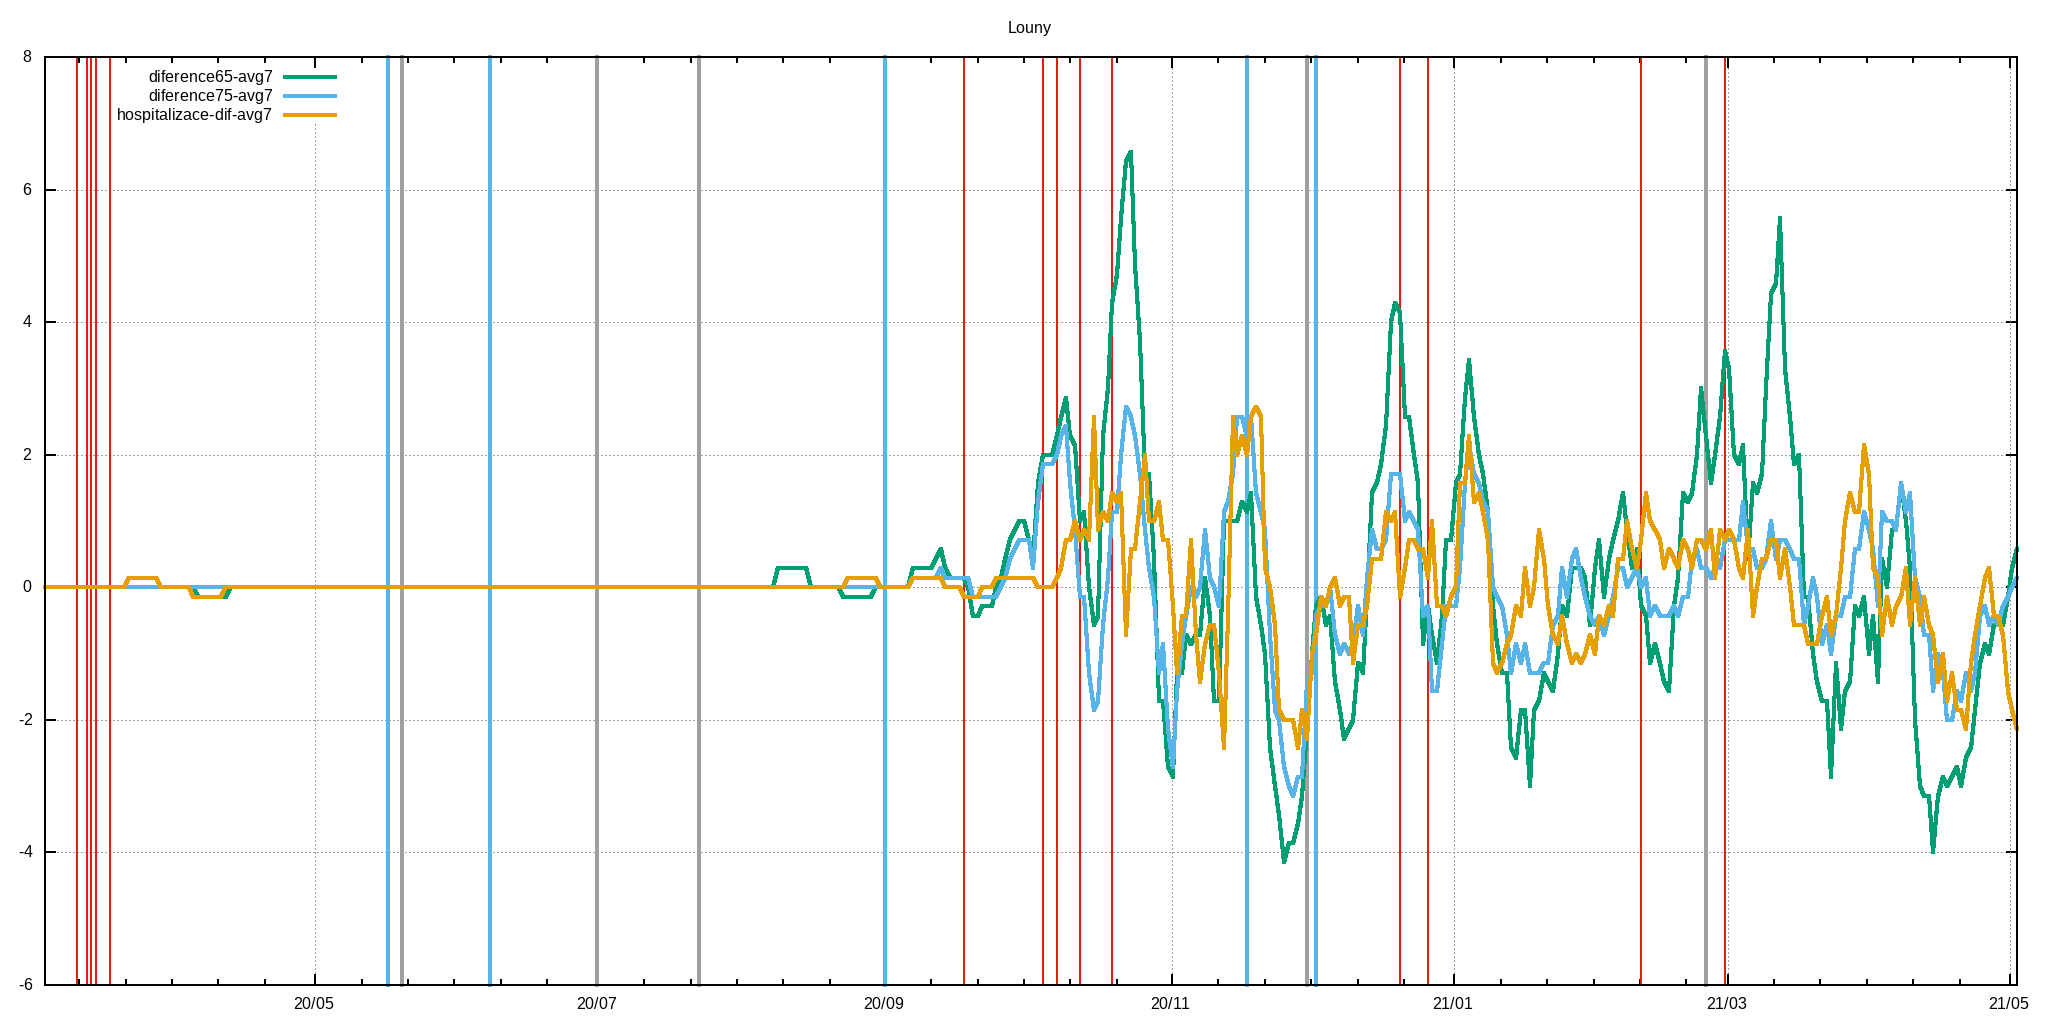 Louny
diference65-avg7
diference75-avg7
hospitalizace-dif-avg7
8
6
4
2
0
-2
-4
-6
20/05 20/07 20/09 20/11 21/01 21/03 21/05